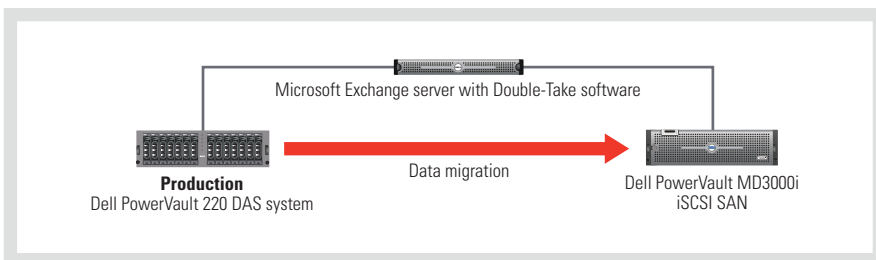 Microsoft Exchange server with Double-Take software
Production
Dell PowerVault 220 DAS system
Data migration
Dell PowerVault MD3000i
iSCSI SAN